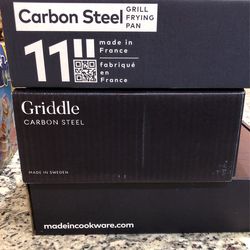 Carbon Steel
GRILL
FRYING
PAN
11"
made in
France
fabriqué
en
France
Griddle
CARBON STEEL
MADE IN SWEDEN
madeincookware.com